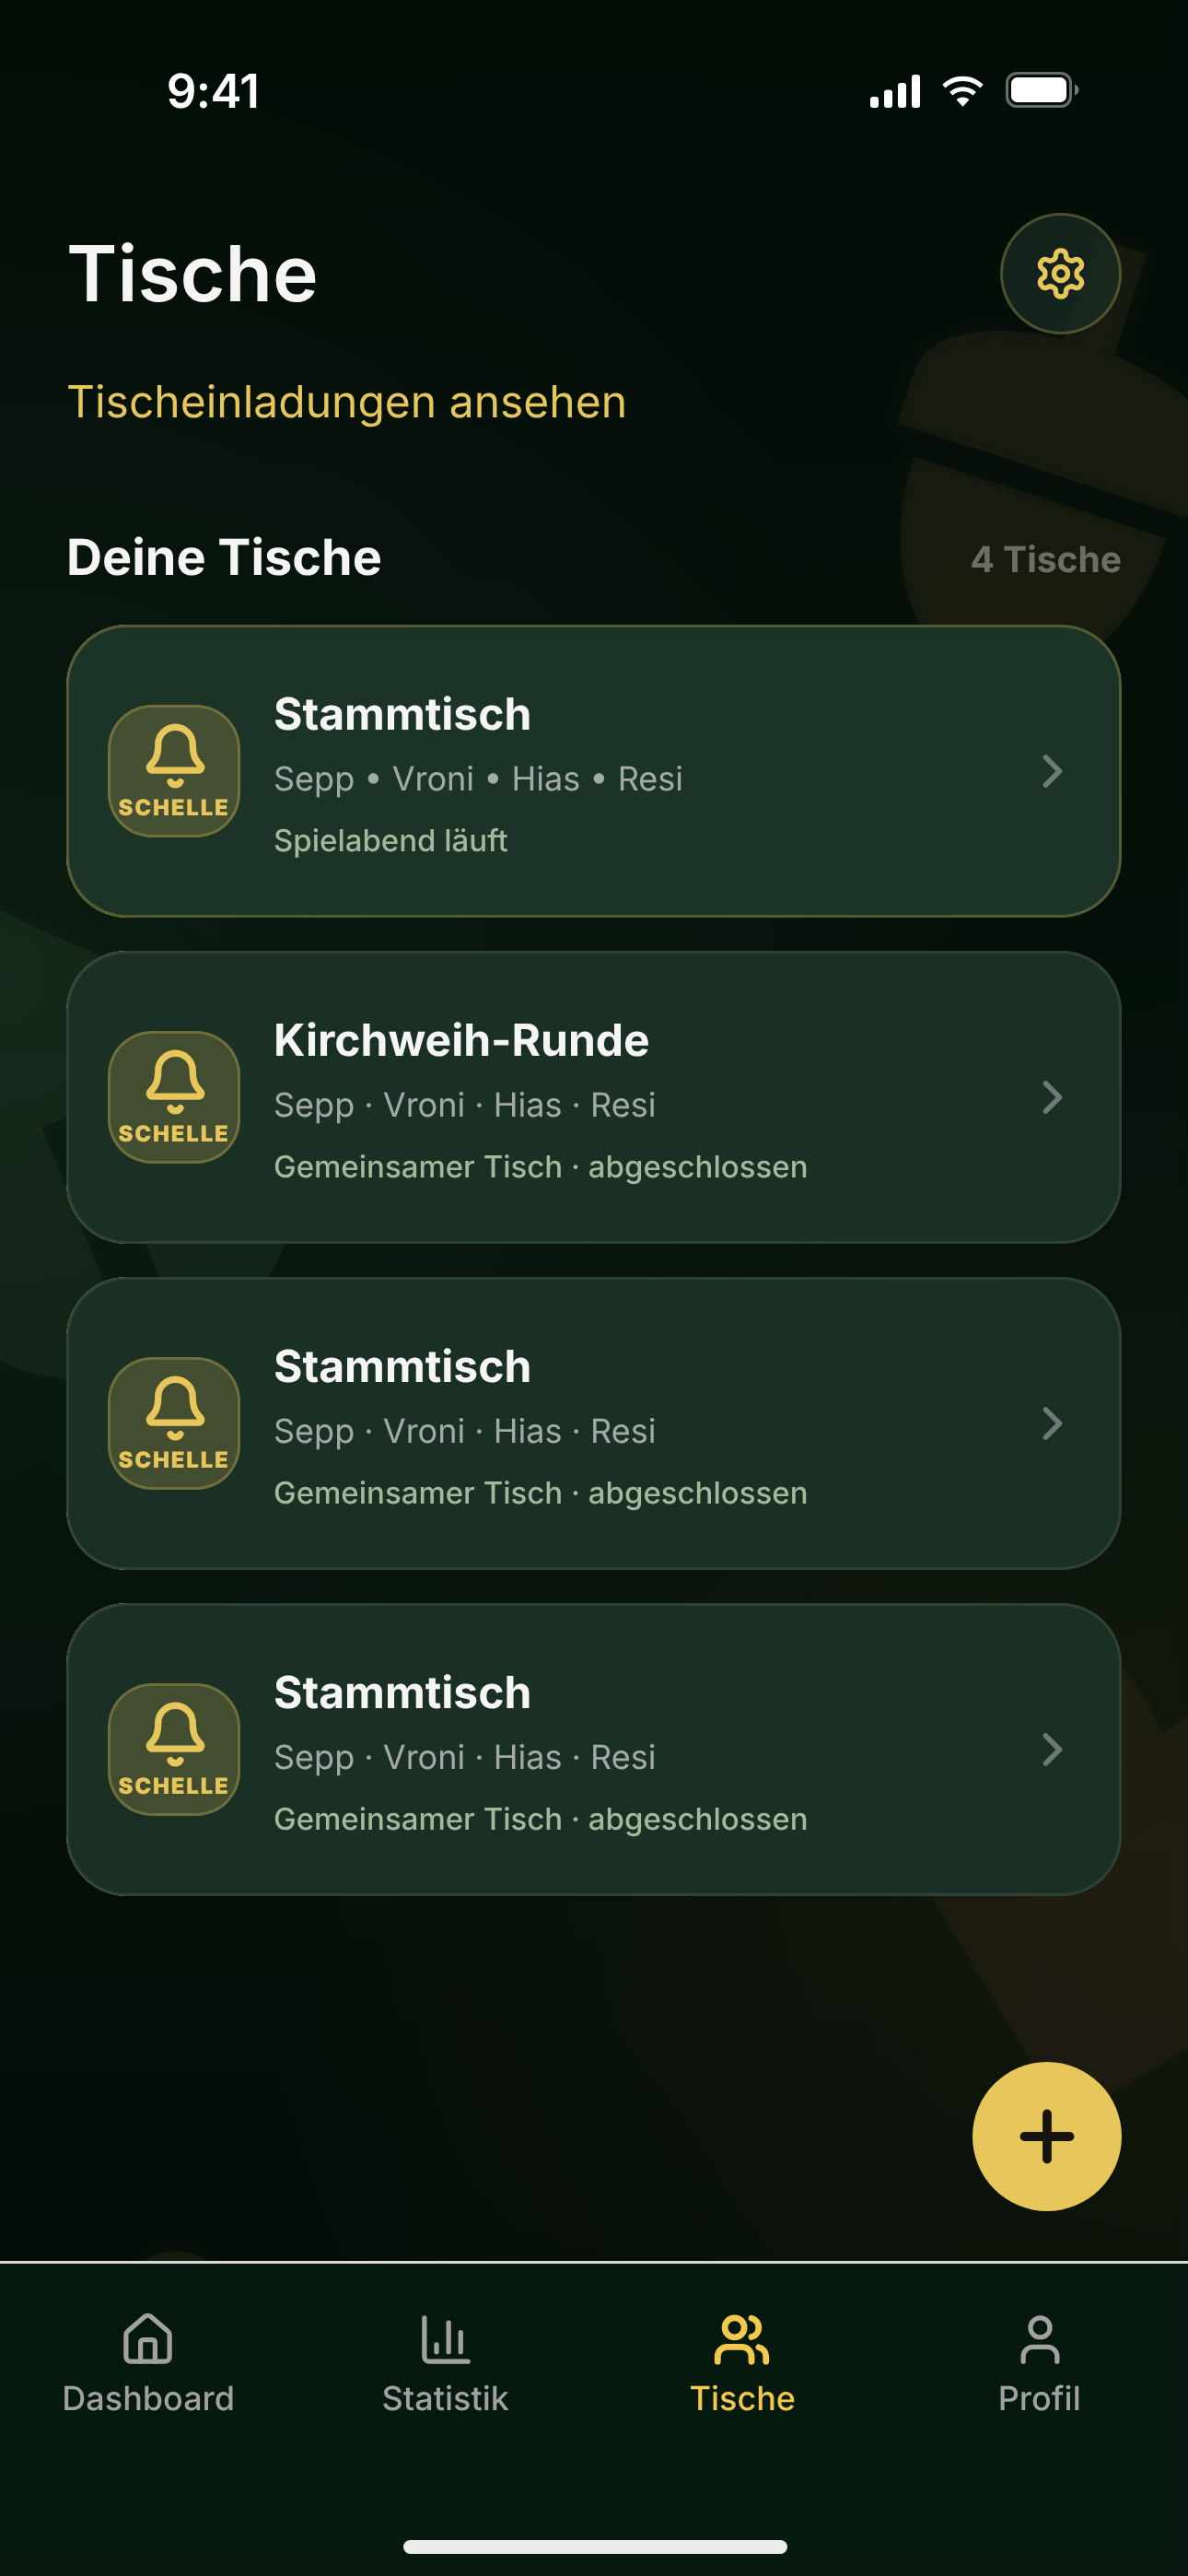 9:41
Tische
Tischeinladungen ansehen
Deine Tische
4 Tische
Stammtisch
Sepp • Vroni • Hias • Resi
SCHELLE
Spielabend läuft
Kirchweih-Runde
Sepp · Vroni · Hias · Resi
SCHELLE
Gemeinsamer Tisch · abgeschlossen
Stammtisch
Sepp · Vroni · Hias · Resi
SCHELLE
Gemeinsamer Tisch · abgeschlossen
Stammtisch
Sepp · Vroni · Hias · Resi
SCHELLE
Gemeinsamer Tisch · abgeschlossen
Dashboard
Statistik
Tische
Profil